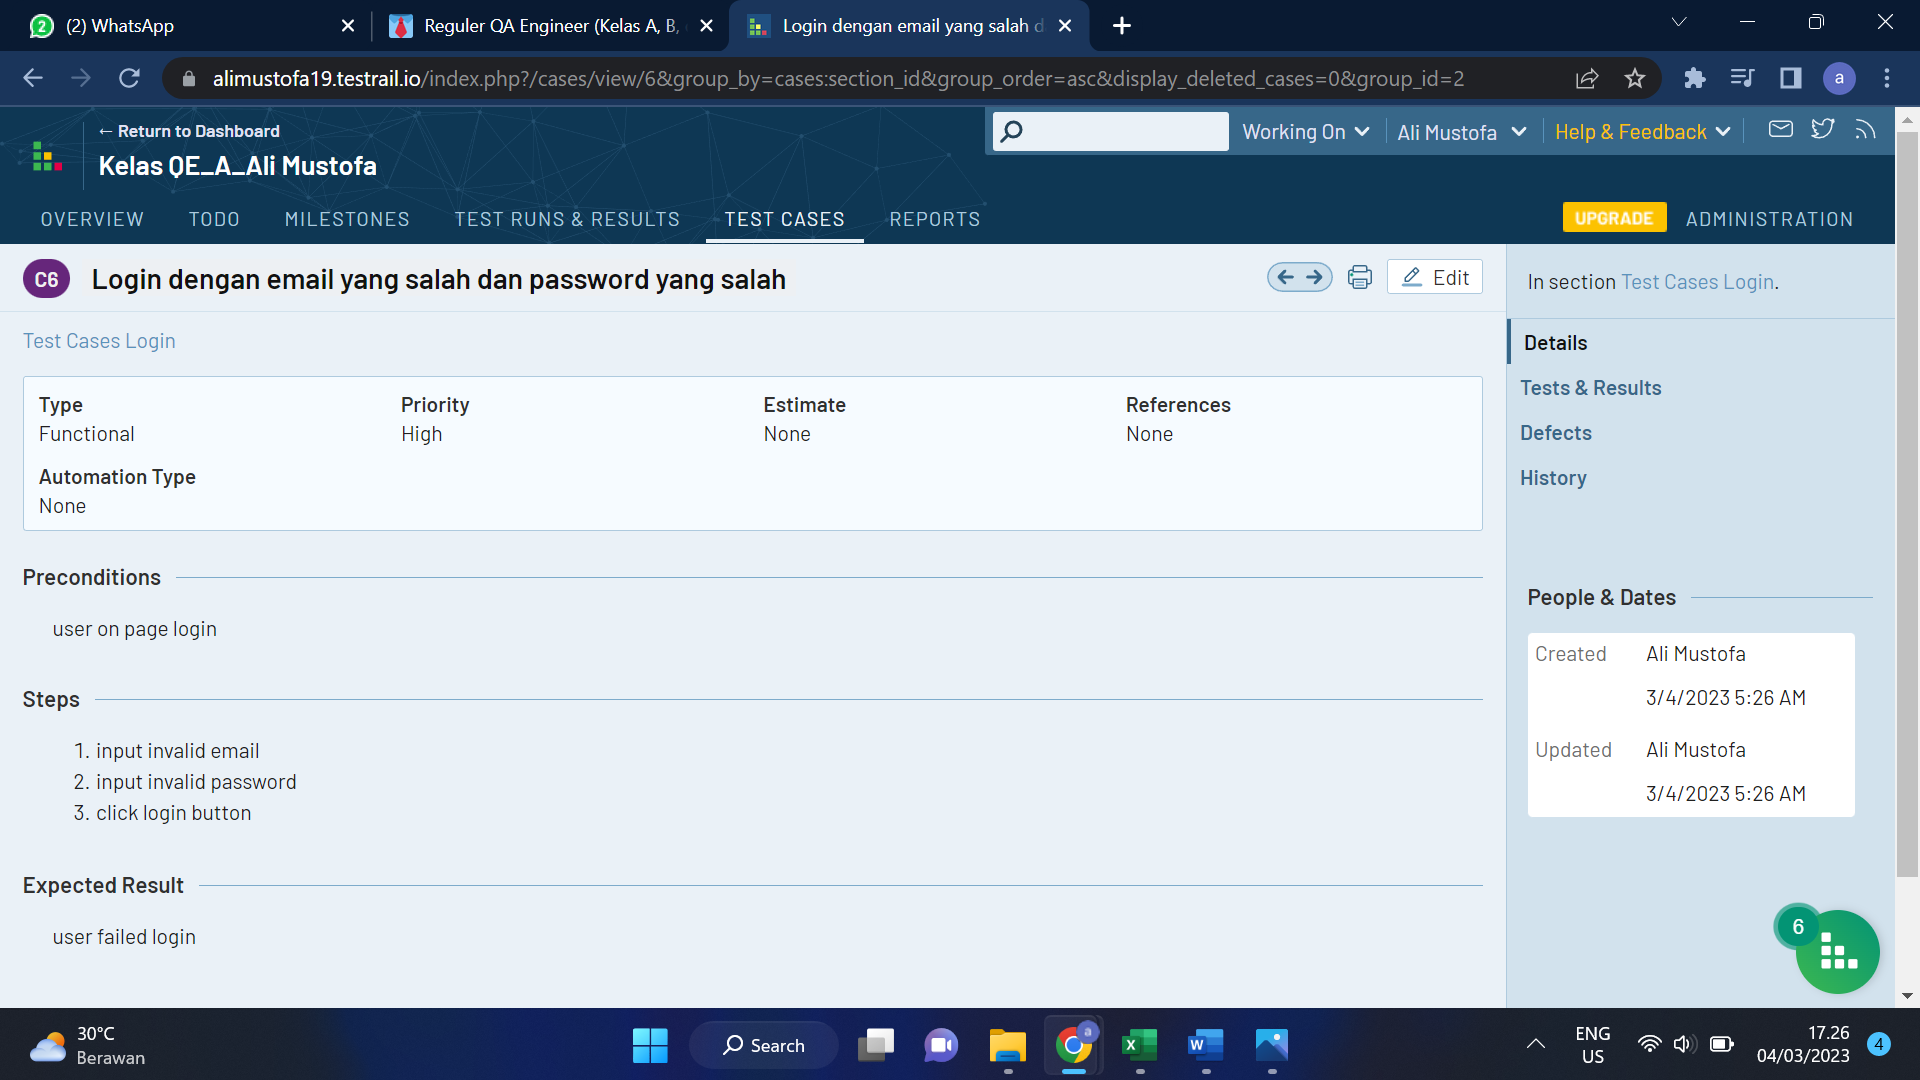 (2) WhatsApp
Reguler QA Engineer (Kelas A, B,
Login dengan email yang salah d
alimustofa19.testrail.io/index.php?/cases/view/6&group_by=cases:section_id&group_order=asc&display_deleted_cases=0&group_id=2
a
← Return to Dashboard
Kelas QE_A_Ali Mustofa
Working On
Ali Mustofa
Help & Feedback
OVERVIEW
TODO
MILESTONES
TEST RUNS & RESULTS
TEST CASES
REPORTS
UPGRADE
ADMINISTRATION
C6
Login dengan email yang salah dan password yang salah
Edit
In section Test Cases Login.
Test Cases Login
Type
Functional
Priority
High
Estimate
None
References
None
Automation Type
None
Details
Tests & Results
Defects
History
Preconditions
user on page login
Steps
1. input invalid email
2. input invalid password
3. click login button
Expected Result
user failed login
People & Dates
Created Ali Mustofa
3/4/2023 5:26 AM
Updated Ali Mustofa
3/4/2023 5:26 AM
6
30°C
Berawan
Search
a
ENG
US
17.26
04/03/2023
4